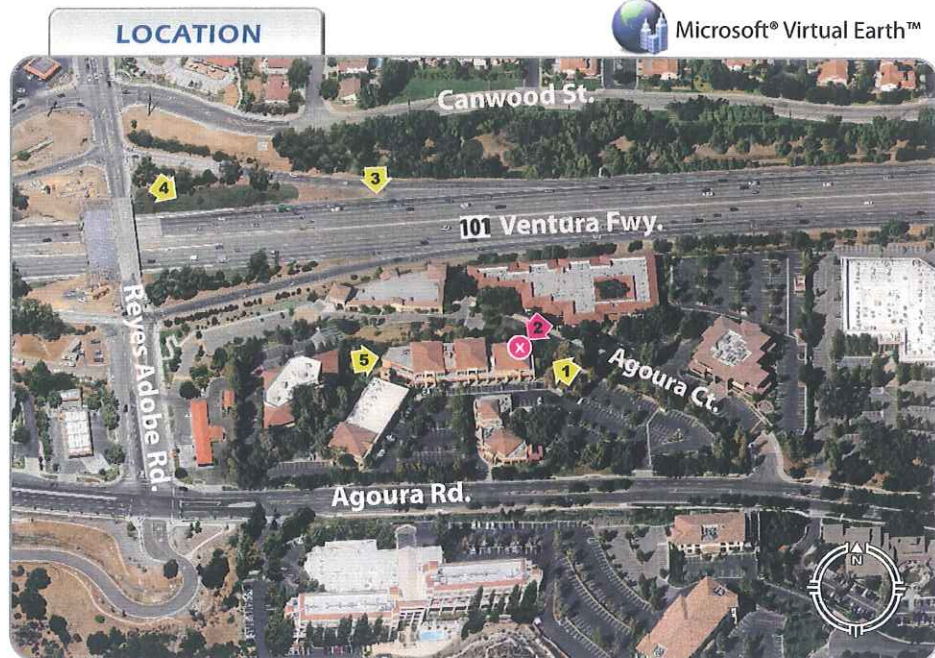 LOCATION
Microsoft® Virtual Earth™
Canwood St.
3
4
101 Ventura Fwy.
Reyes Adobe Rd.
2
X
5
1
Agoura Ct.
Agoura Rd.
N